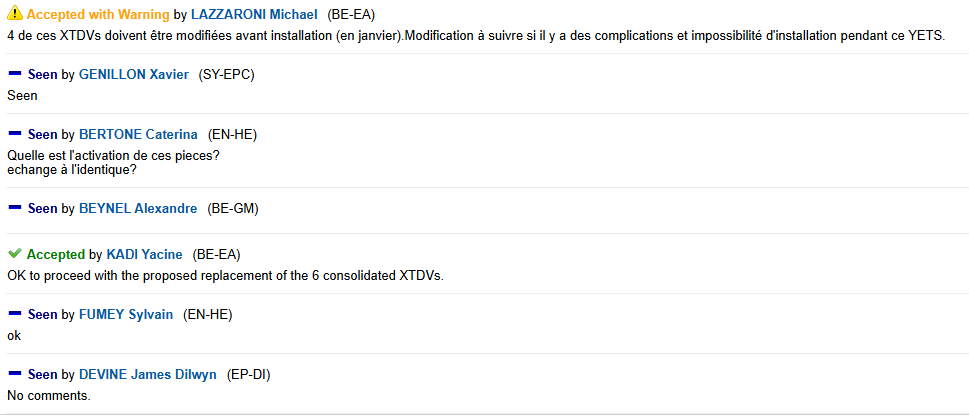 Accepted with Warning by LAZZARONI Michael (BE-EA)
4 de ces XTDVs doivent être modifiées avant installation (en janvier).Modification à suivre si il y a des complications et impossibilité d'installation pendant ce YETS.
Seen by GENILLON Xavier (SY-EPC)
Seen
Seen by BERTONE Caterina (EN-HE)
Quelle est l'activation de ces pieces?
echange à l'identique?
Seen by BEYNEL Alexandre (BE-GM)
Accepted by KADI Yacine (BE-EA)
OK to proceed with the proposed replacement of the 6 consolidated XTDVs.
Seen by FUMEY Sylvain (EN-HE)
ok
Seen by DEVINE James Dilwyn (EP-DI)
No comments.